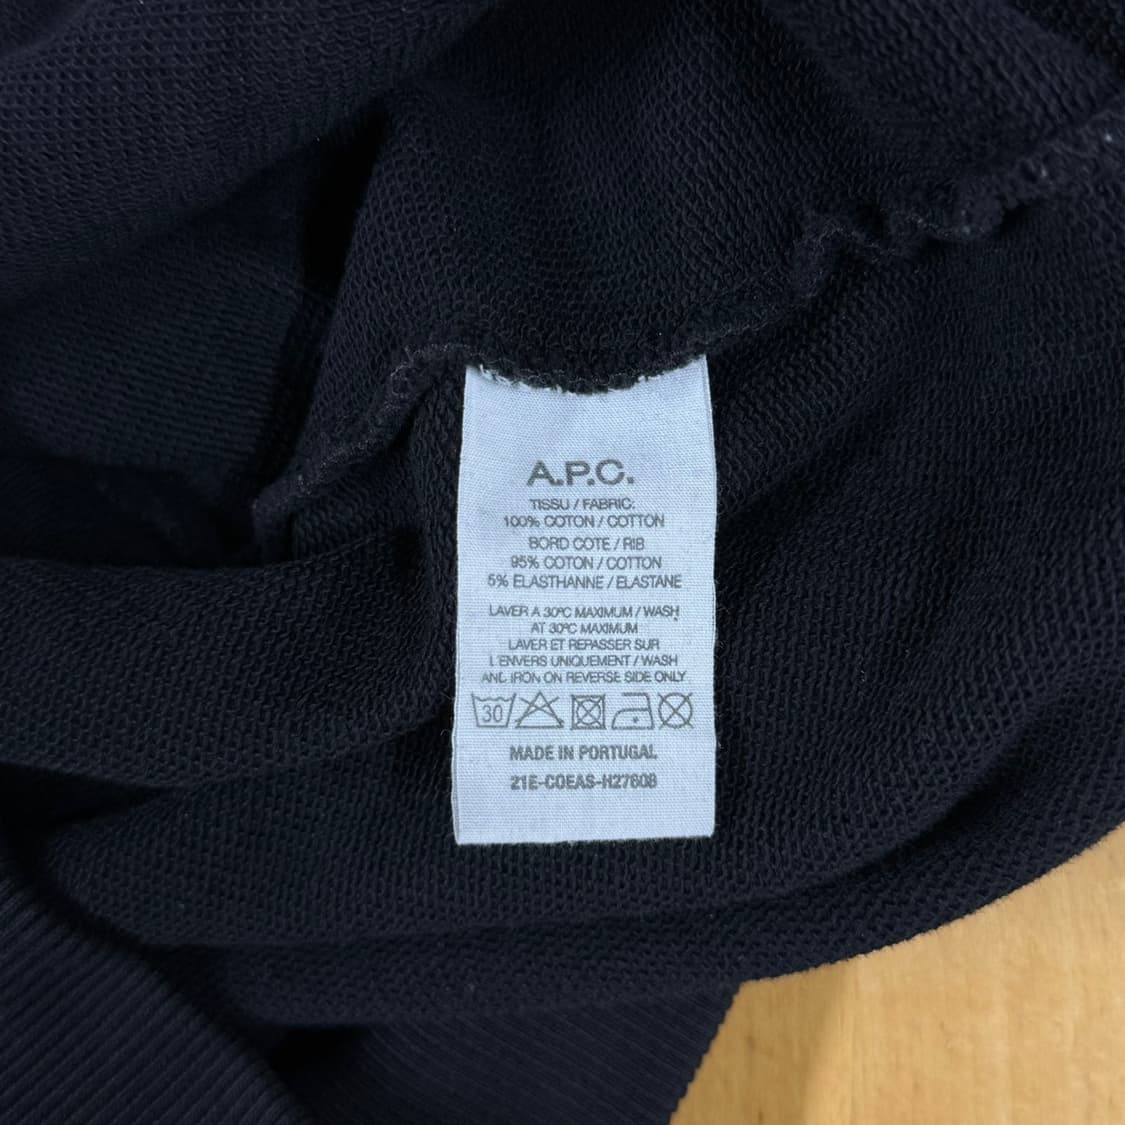 A.P.C.
TISSU / FABRIC:
100% COTON / COTTON
BORD COTE / RIB
95% COTON / COTTON
5% ELASTHANNE / ELASTANE
LAVER A 30ºC MAXIMUM / WASH
AT 30ºC MAXIMUM
LAVER ET REPASSER SUR
L'ENVERS UNIQUEMENT / WASH
AND IRON ON REVERSE SIDE ONLY.
30
MADE IN PORTUGAL
21E-COEAS-H27608